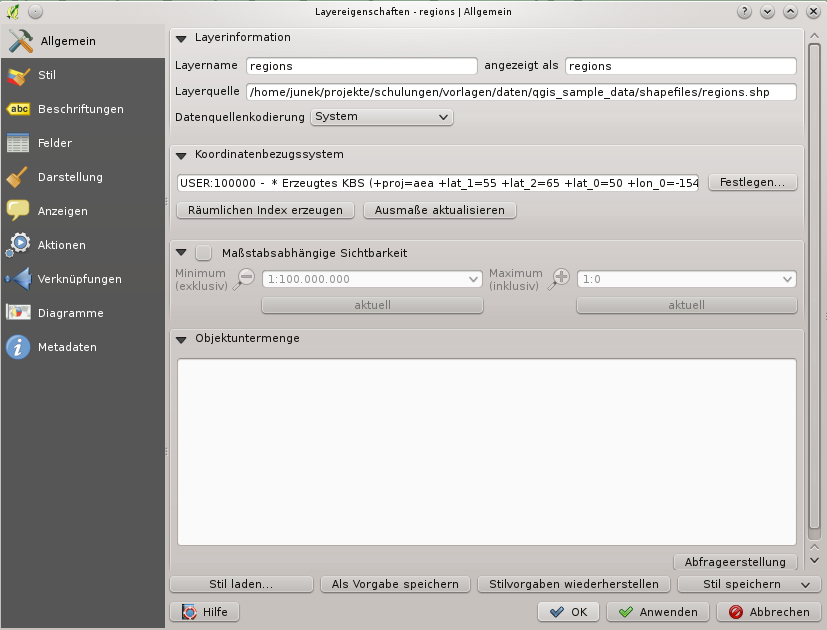 Layereigenschaften - regions | Allgemein
Allgemein
Stil
abc Beschriftungen
Felder
Darstellung
Anzeigen
Aktionen
Verknüpfungen
Diagramme
Metadaten
Layerinformation
Layername regions angezeigt als regions
Layerquelle /home/junek/projekte/schulungen/vorlagen/daten/qgis_sample_data/shapefiles/regions.shp
Datenquellenkodierung System
Koordinatenbezugssystem
USER:100000 - * Erzeugtes KBS (+proj=aea +lat_1=55 +lat_2=65 +lat_0=50 +lon_0=-154 Festlegen...
Räumlichen Index erzeugen Ausmaße aktualisieren
Maßstabsabhängige Sichtbarkeit
Minimum (exklusiv) 1:100.000.000 Maximum (inklusiv) 1:0
aktuell aktuell
Objektuntermenge
Abfrageerstellung
Stil laden... Als Vorgabe speichern Stilvorgaben wiederherstellen Stil speichern
Hilfe OK Anwenden Abbrechen